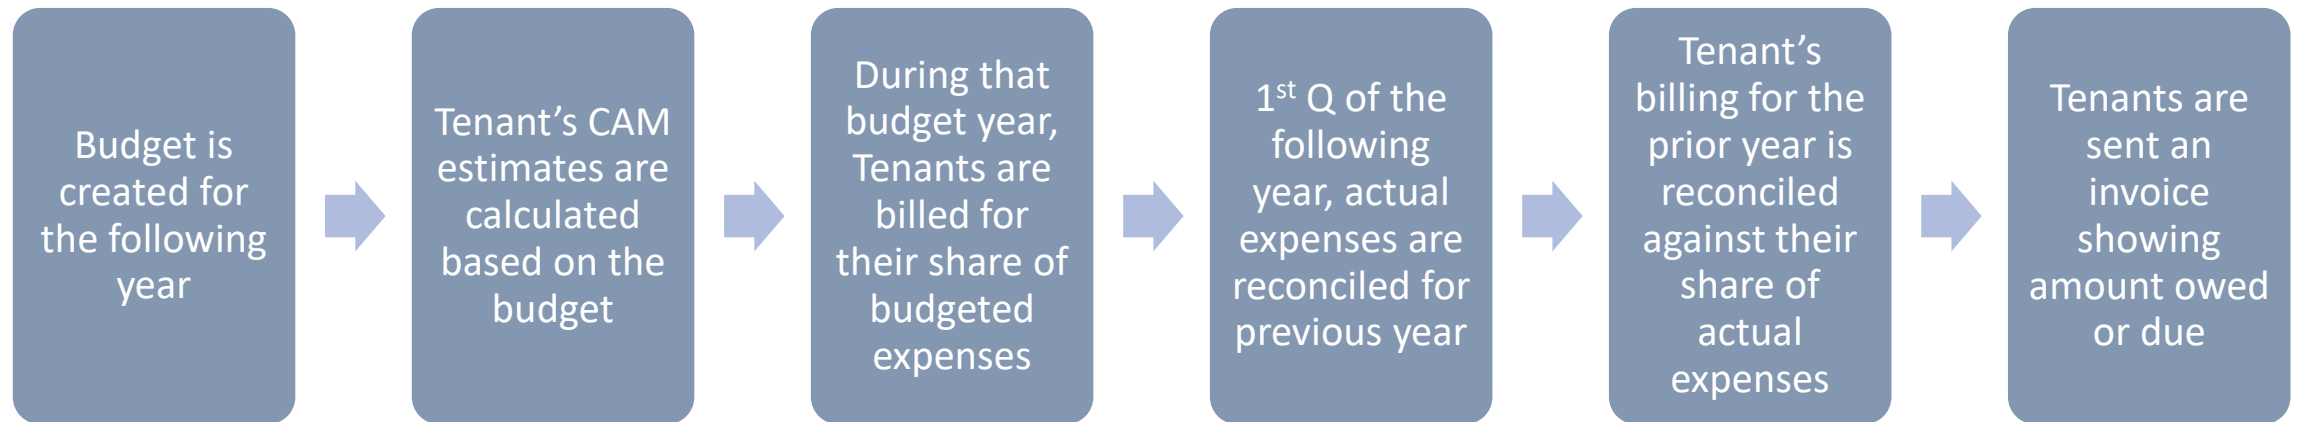 Budget is
created for
the following
year
Tenant’s CAM
estimates are
calculated
based on the
budget
During that
budget year,
Tenants are
billed for
their share of
budgeted
expenses
1st Q of the
following
year, actual
expenses are
reconciled for
previous year
Tenant’s
billing for the
prior year is
reconciled
against their
share of
actual
expenses
Tenants are
sent an
invoice
showing
amount owed
or due